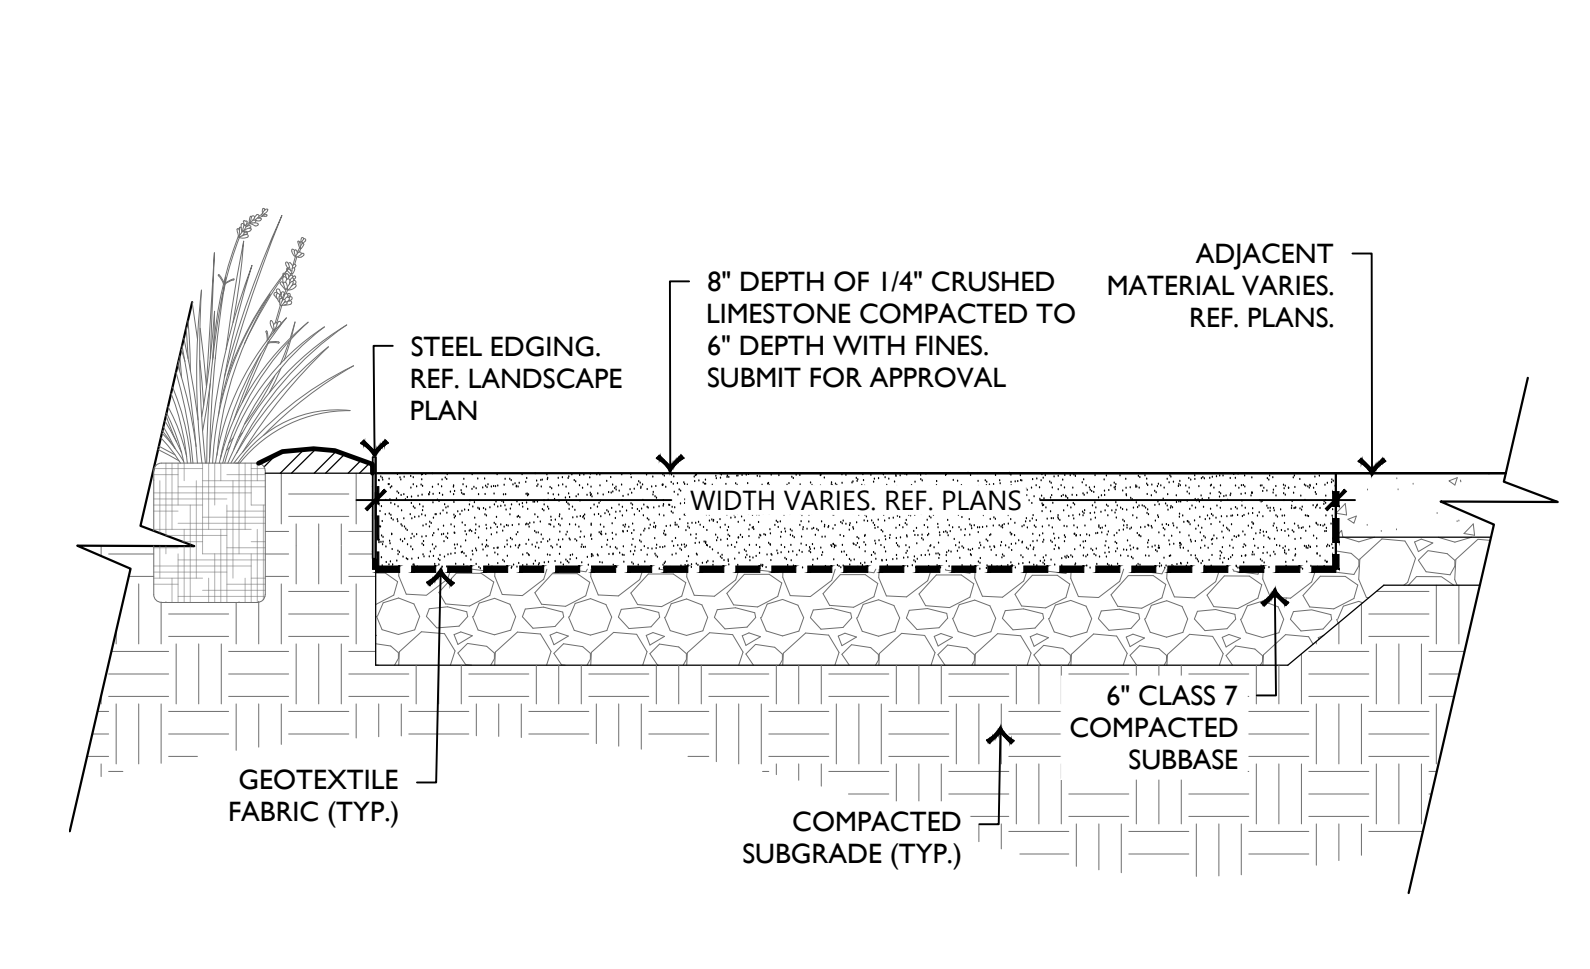 ADJACENT
MATERIAL VARIES.
REF. PLANS.
8" DEPTH OF 1/4" CRUSHED
LIMESTONE COMPACTED TO
6" DEPTH WITH FINES.
SUBMIT FOR APPROVAL
STEEL EDGING.
REF. LANDSCAPE
PLAN
WIDTH VARIES. REF. PLANS
6" CLASS 7
COMPACTED
SUBBASE
GEOTEXTILE
FABRIC (TYP.)
COMPACTED
SUBGRADE (TYP.)